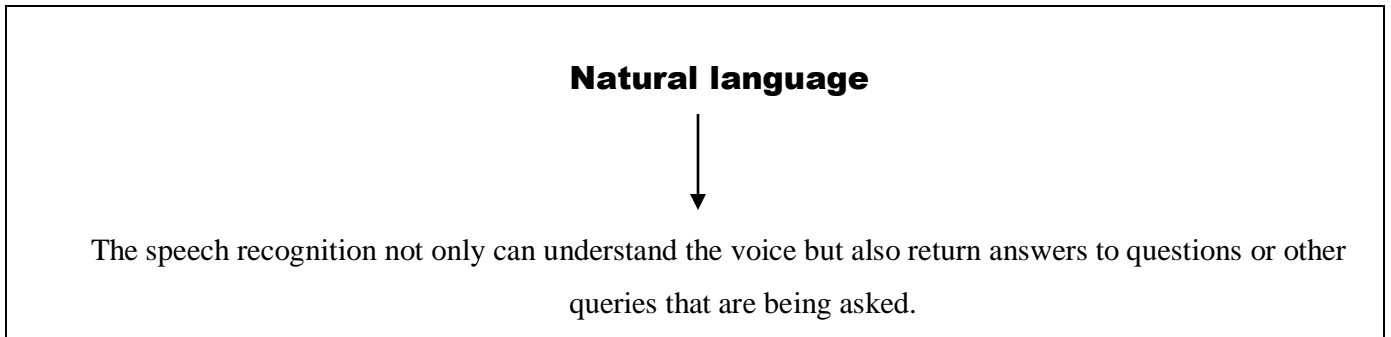 Natural language
The speech recognition not only can understand the voice but also return answers to questions or other
queries that are being asked.